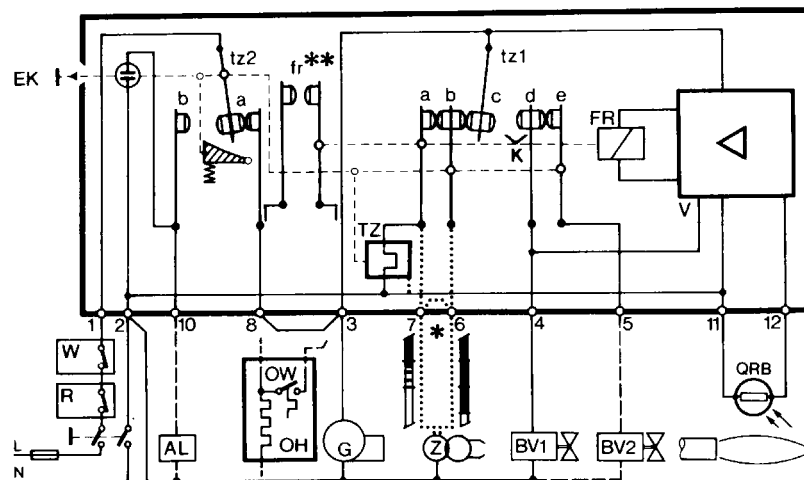 tz2
fr**
tz1
EK
b
a
a
b
c
d
e
FR
K
V
TZ
1
2
10
8
3
7
*
6
4
5
11
12
W
R
OW
QRB
L
N
AL
OH
G
Z
BV1
BV2